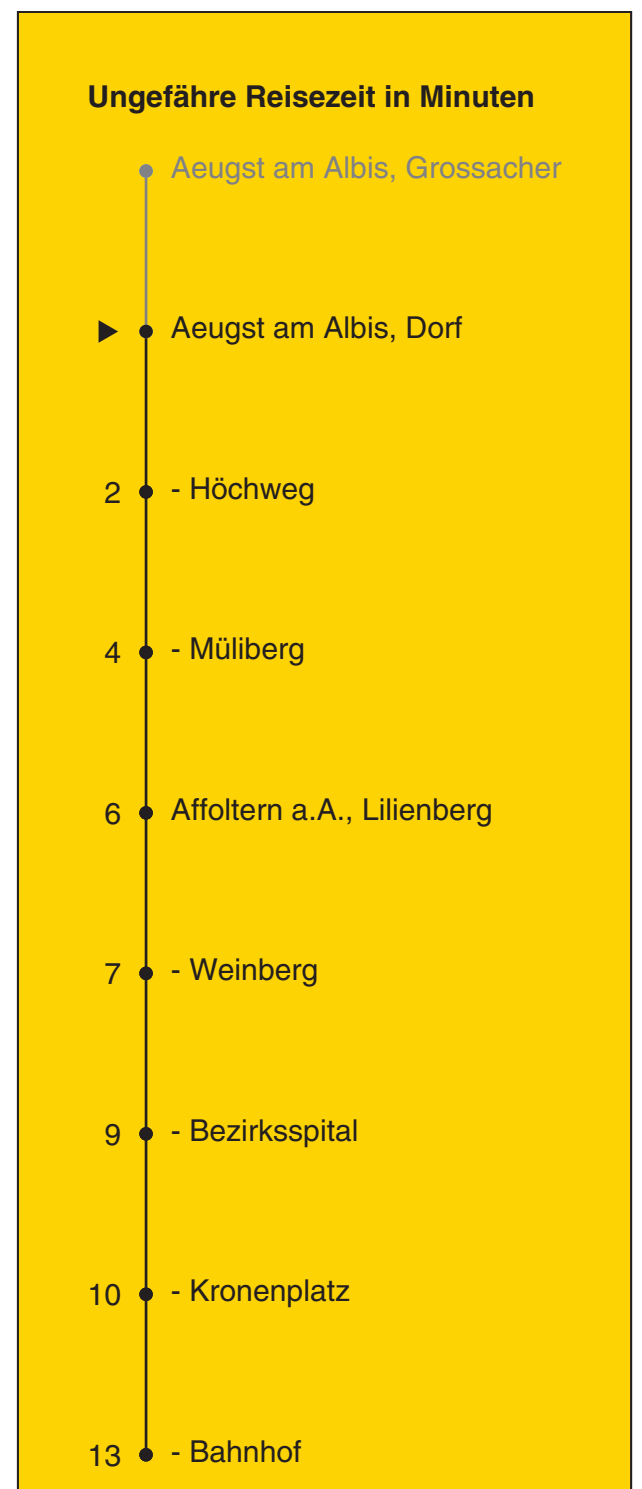 Ungefähre Reisezeit in Minuten
Aeugst am Albis, Grossacher
Aeugst am Albis, Dorf
2 - Höchweg
4 - Müliberg
6 Affoltern a.A., Lilienberg
7 - Weinberg
9 - Bezirksspital
10 - Kronenplatz
13 - Bahnhof